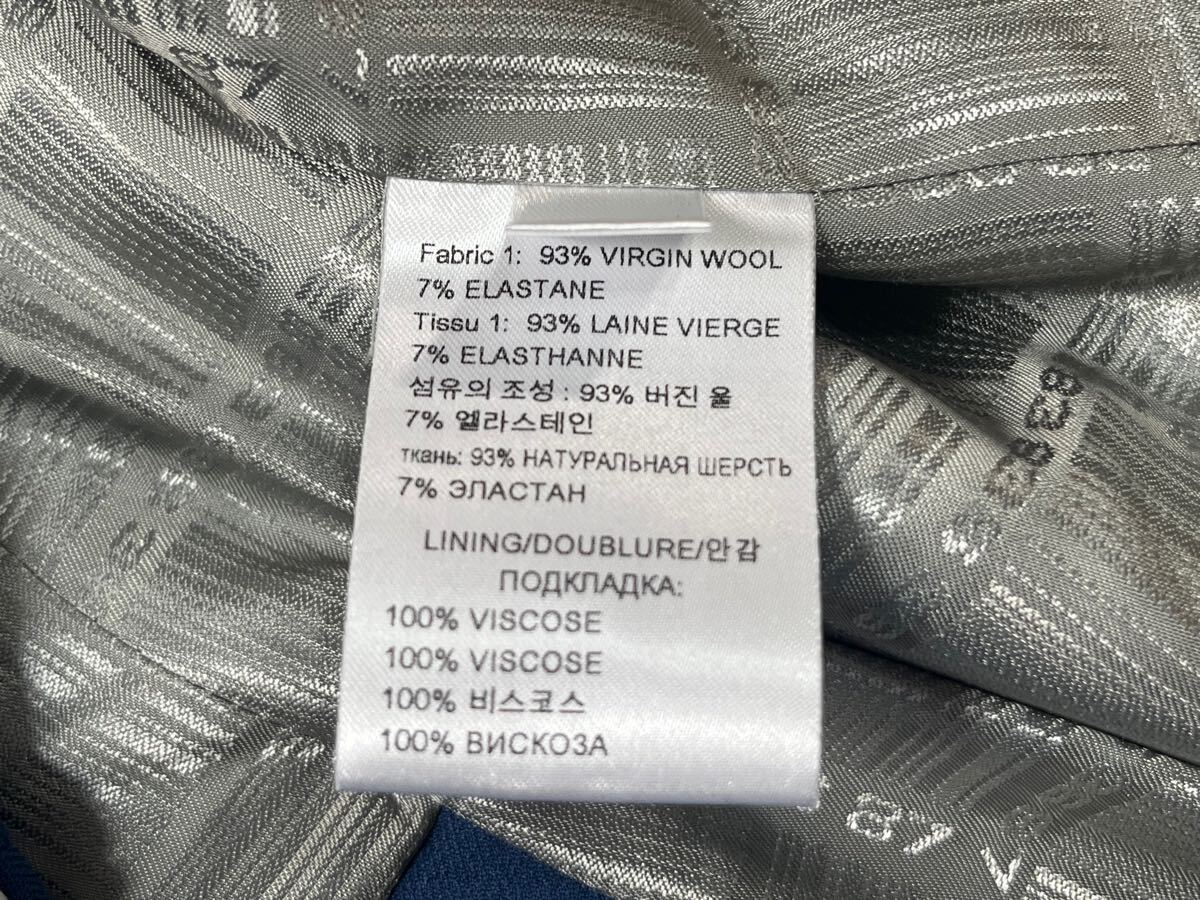 Fabric 1: 93% VIRGIN WOOL
7% ELASTANE
Tissu 1: 93% LAINE VIERGE
7% ELASTHANNE
섬유의 조성 : 93% 버진 울
7% 엘라스테인
ткань: 93% НАТУРАЛЬНАЯ ШЕРСТЬ
7% ЭЛАСТАН
LINING/DOUBLURE/안감
ПОДКЛАДКА:
100% VISCOSE
100% VISCOSE
100% 비스코스
100% ВИСКОЗА